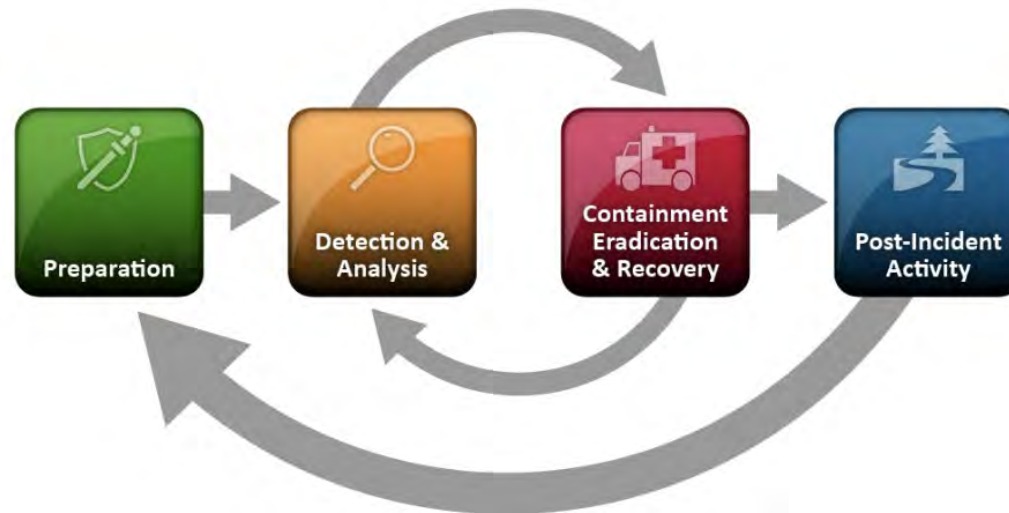 Preparation
Detection &
Analysis
Containment
Eradication
& Recovery
Post-Incident
Activity